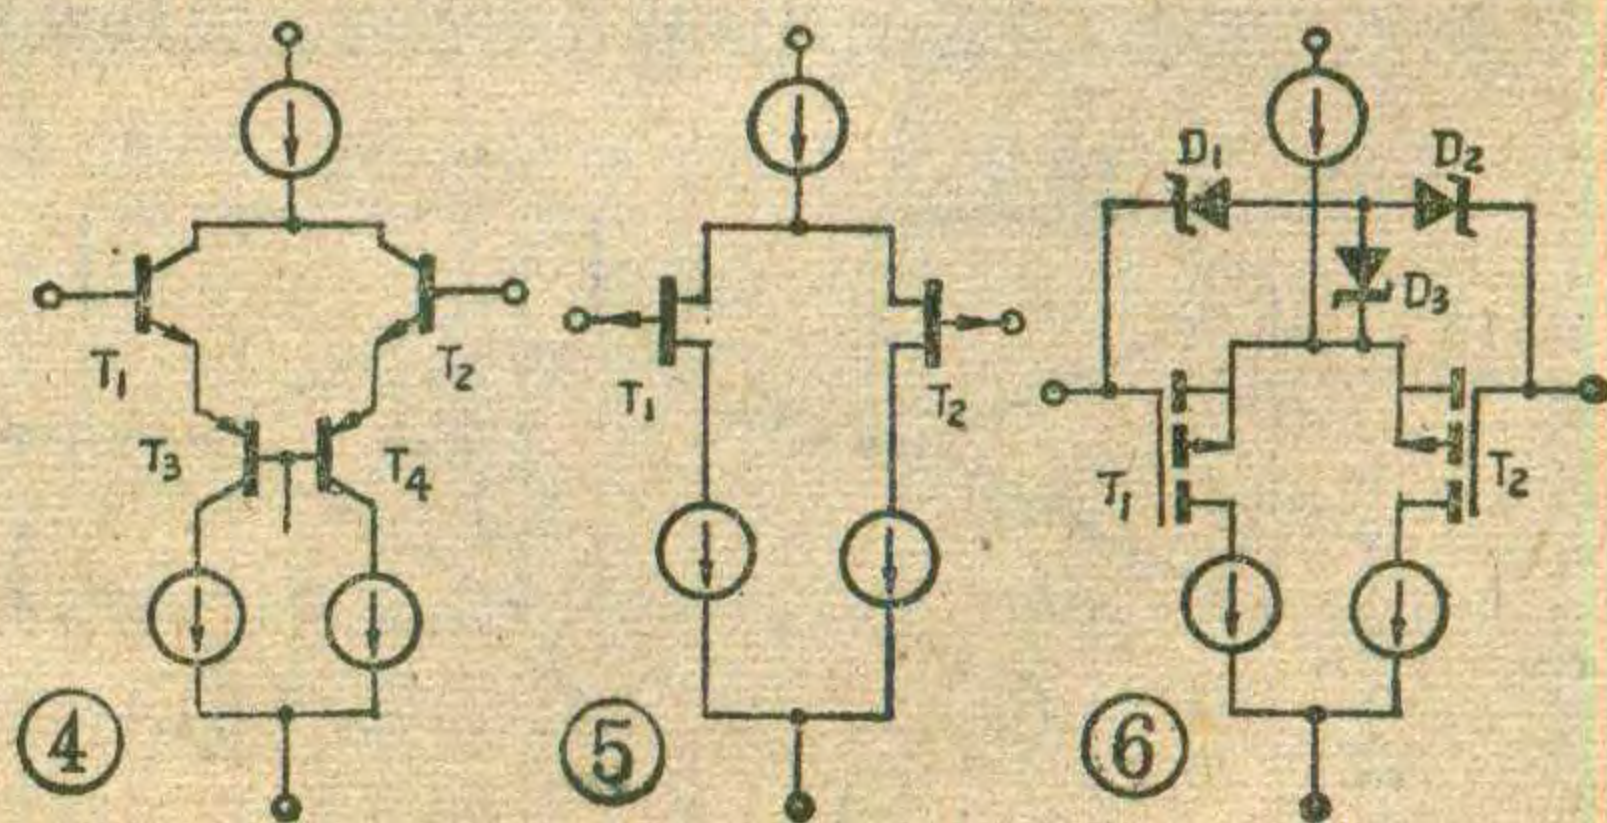 T₁
T₂
T₃
T₄
④
T₁
T₂
⑤
D₁
D₂
D₃
T₁
T₂
⑥